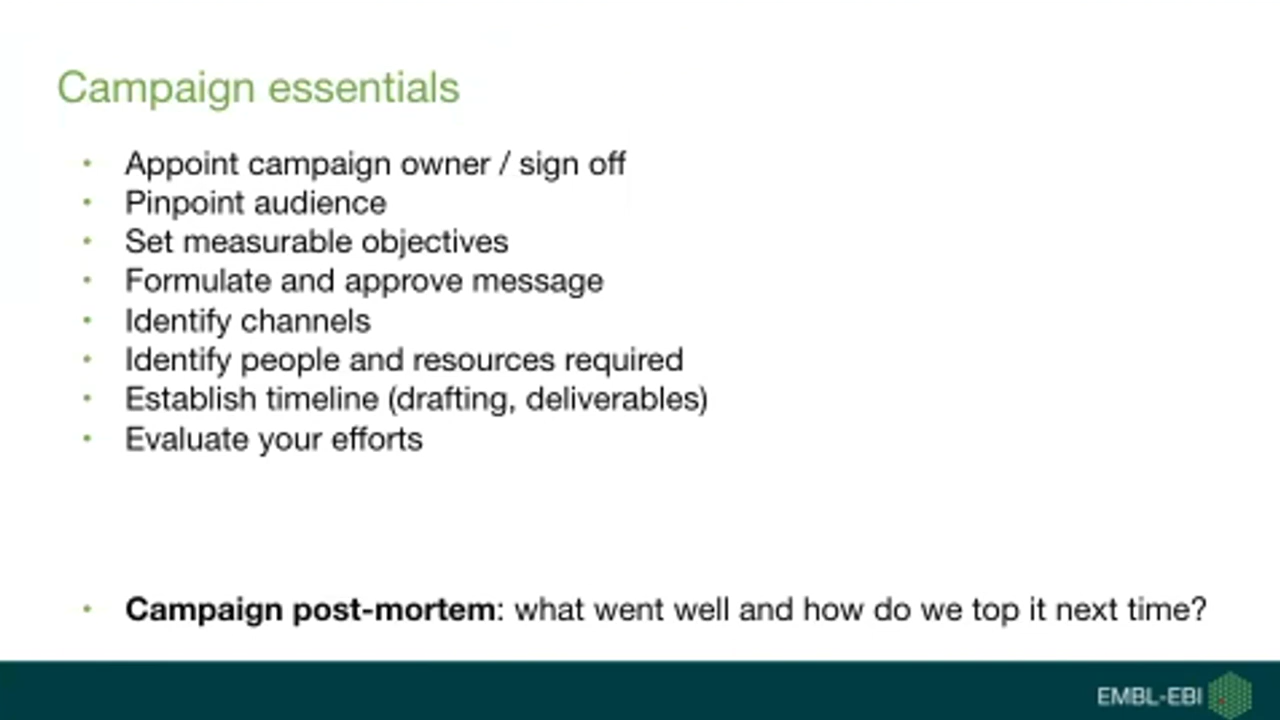 Campaign essentials
• Appoint campaign owner / sign off
• Pinpoint audience
• Set measurable objectives
• Formulate and approve message
• Identify channels
• Identify people and resources required
• Establish timeline (drafting, deliverables)
• Evaluate your efforts
• Campaign post-mortem: what went well and how do we top it next time?
EMBL-EBI